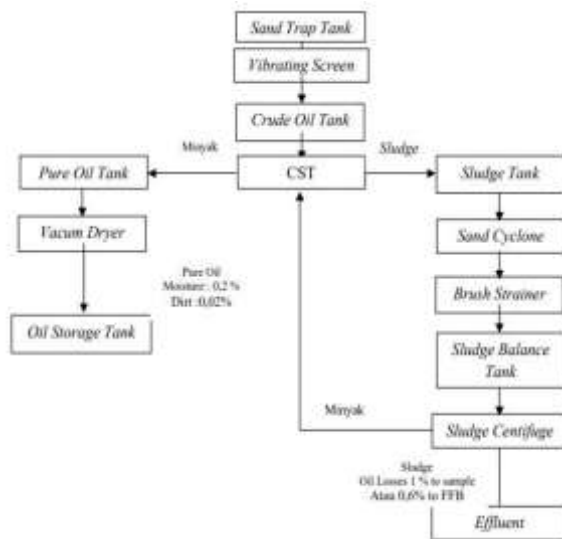 Sand Trap Tank
Vibrating Screen
Crude Oil Tank
Minyak
Sludge
Pure Oil Tank
CST
Sludge Tank
Vacum Dryer
Sand Cyclone
Pure Oil
Moisture : 0,2 %
Dirt :0,02%
Brush Strainer
Oil Storage Tank
Sludge Balance
Tank
Minyak
Sludge Centifuge
Sludge
Oil Losses 1 % to sample
Atau 0,6% to FFB
Effluent